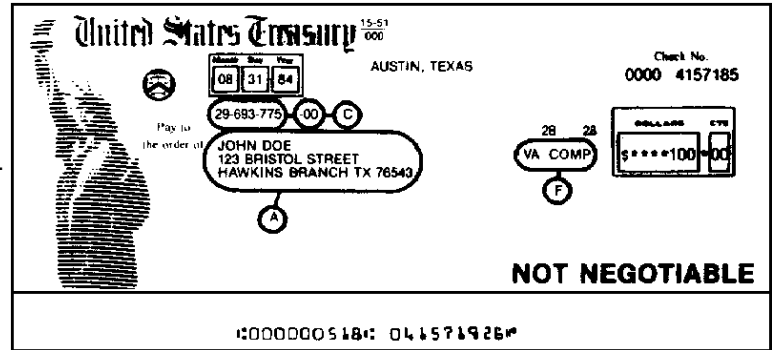 United States Treasury 15-51
000
Month Day Year
08 31 84
AUSTIN, TEXAS
Check No.
0000 4157185
29-693-775 -00 C
Pay to
the order of
JOHN DOE
123 BRISTOL STREET
HAWKINS BRANCH TX 76543
A
28 28
VA COMP
F
DOLLARS CTS
$****100*00
NOT NEGOTIABLE
⑆000000518⑆ 041571926⑈